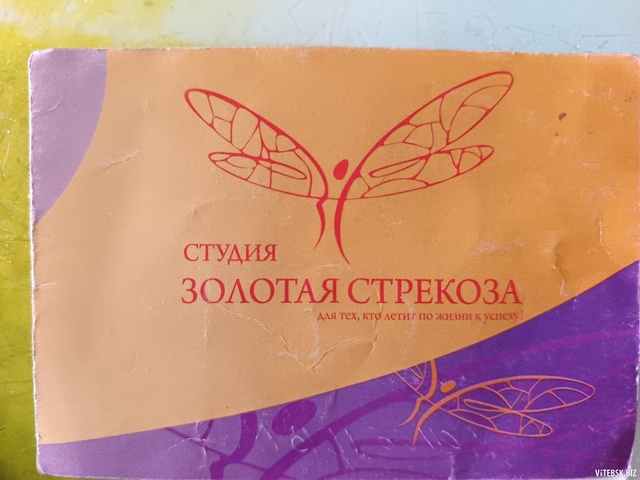 СТУДИЯ
ЗОЛОТАЯ СТРЕКОЗА
для тех, кто летит по жизни к успеху!
ViTEBSK.BIZ